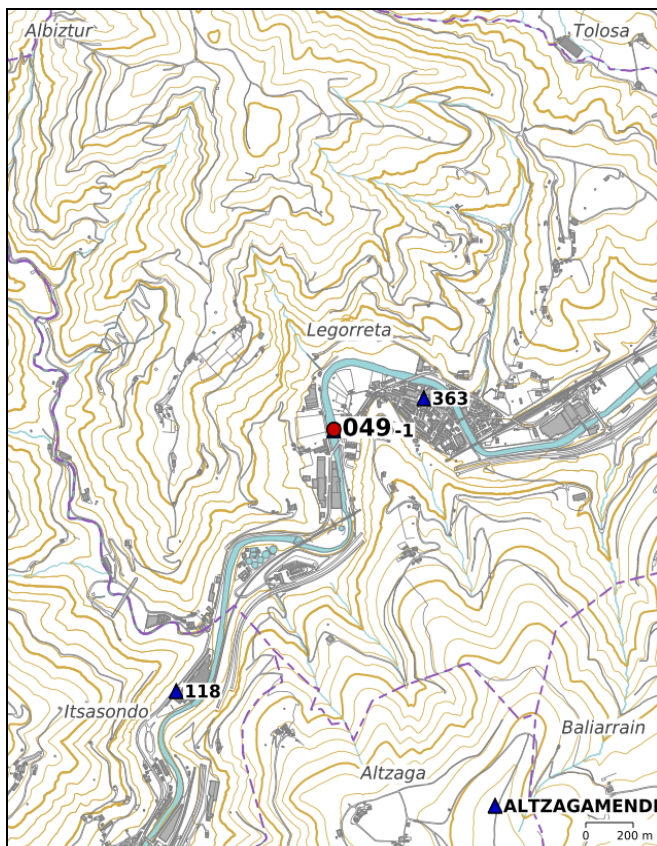 Albiztur
Tolosa
Legorreta
363
049-1
118
Itsasondo
Baliarrain
Altzaga
ALTZAGAMENDI
0 200 m